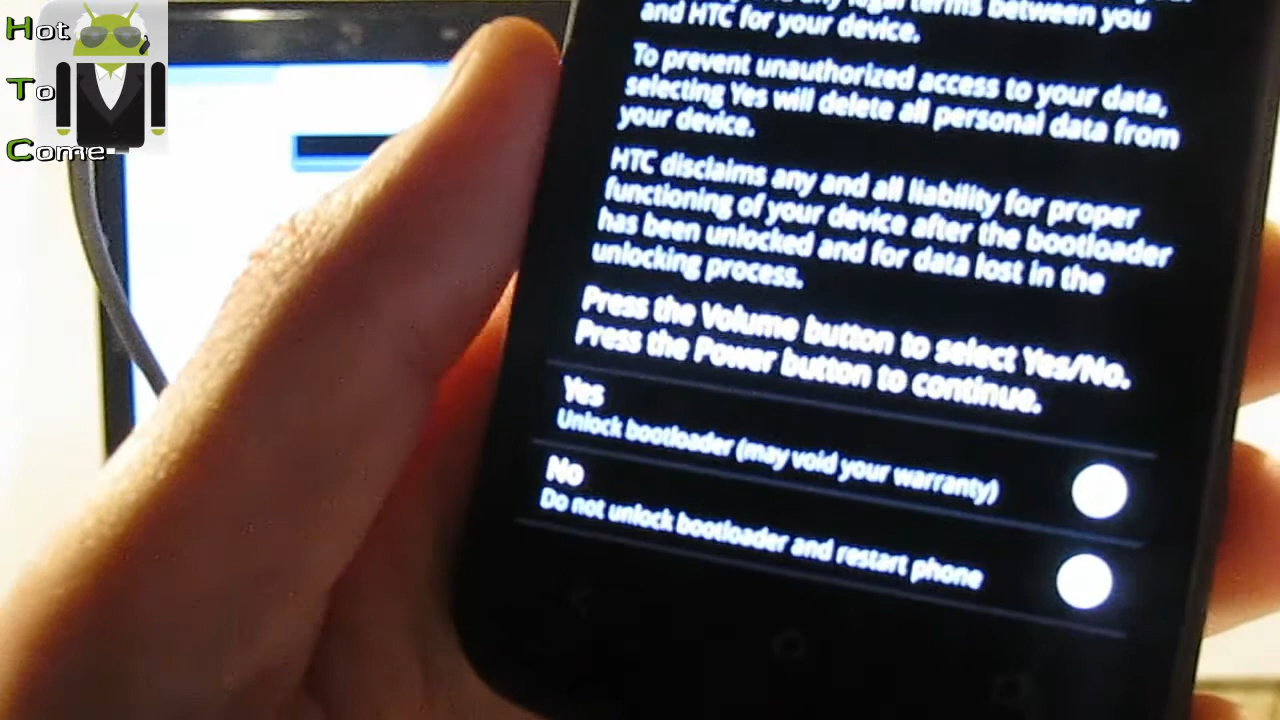 Hot
To
Come
legal terms between you
and HTC for your device.
To prevent unauthorized access to your data,
selecting Yes will delete all personal data from
your device.
HTC disclaims any and all liability for proper
functioning of your device after the bootloader
has been unlocked and for data lost in the
unlocking process.
Press the Volume button to select Yes/No.
Press the Power button to continue.
Yes
Unlock bootloader (may void your warranty)
No
Do not unlock bootloader and restart phone